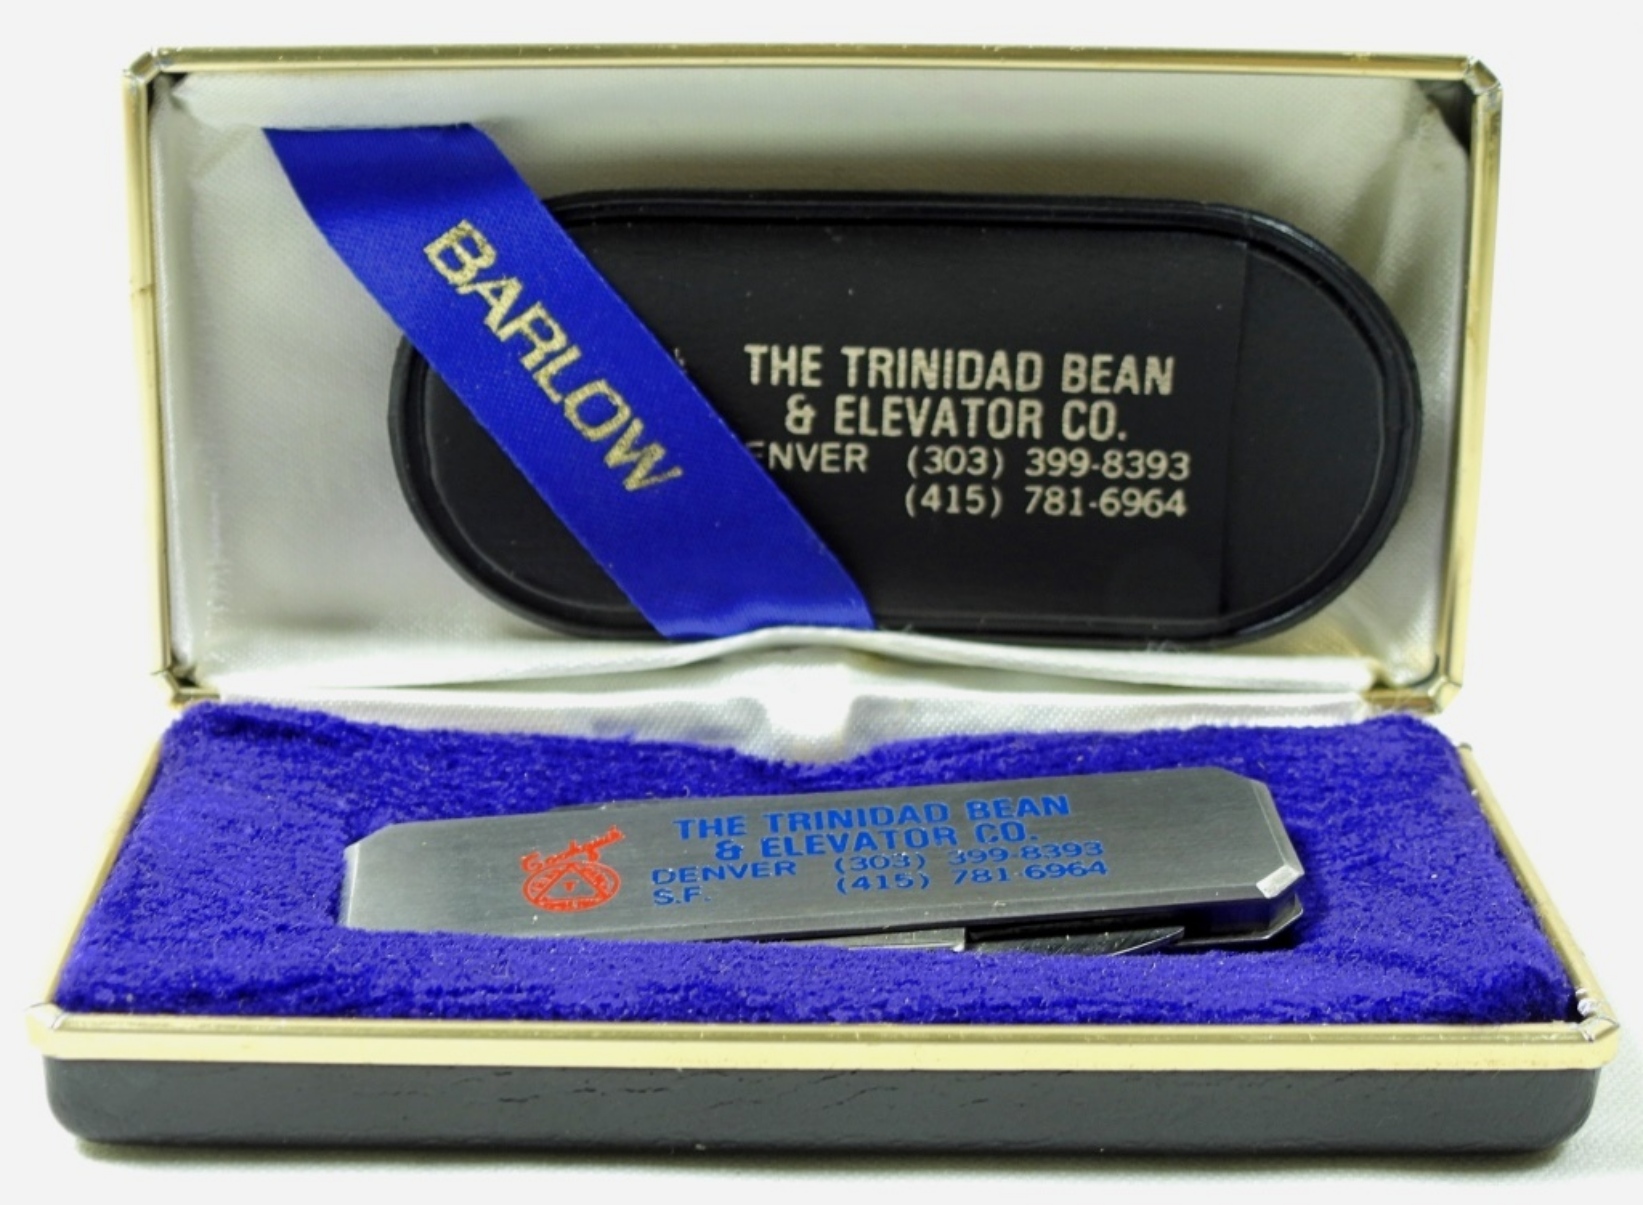 BARLOW
THE TRINIDAD BEAN
& ELEVATOR CO.
ENVER (303) 399-8393
(415) 781-6964
THE TRINIDAD BEAN
& ELEVATOR CO.
DENVER (303) 399-8393
S.F. (415) 781-6964